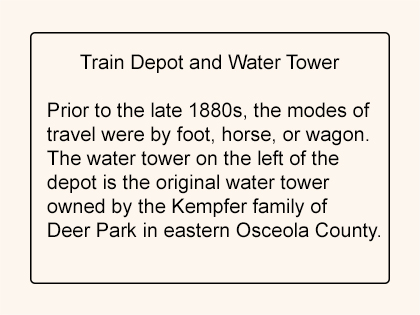 Train Depot and Water Tower
Prior to the late 1880s, the modes of
travel were by foot, horse, or wagon.
The water tower on the left of the
depot is the original water tower
owned by the Kempfer family of
Deer Park in eastern Osceola County.